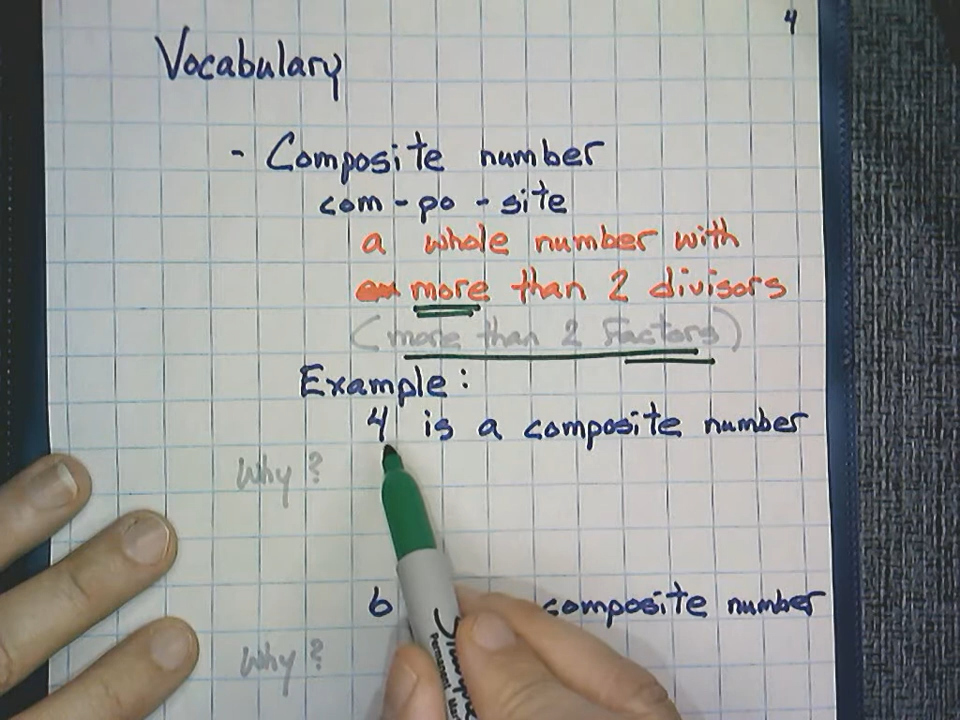 4
Vocabulary
- Composite number
com - po - site
a whole number with
more than 2 divisors
(more than 2 factors)
Example:
4 is a composite number
Why?
6 composite number
Why?
Permanent